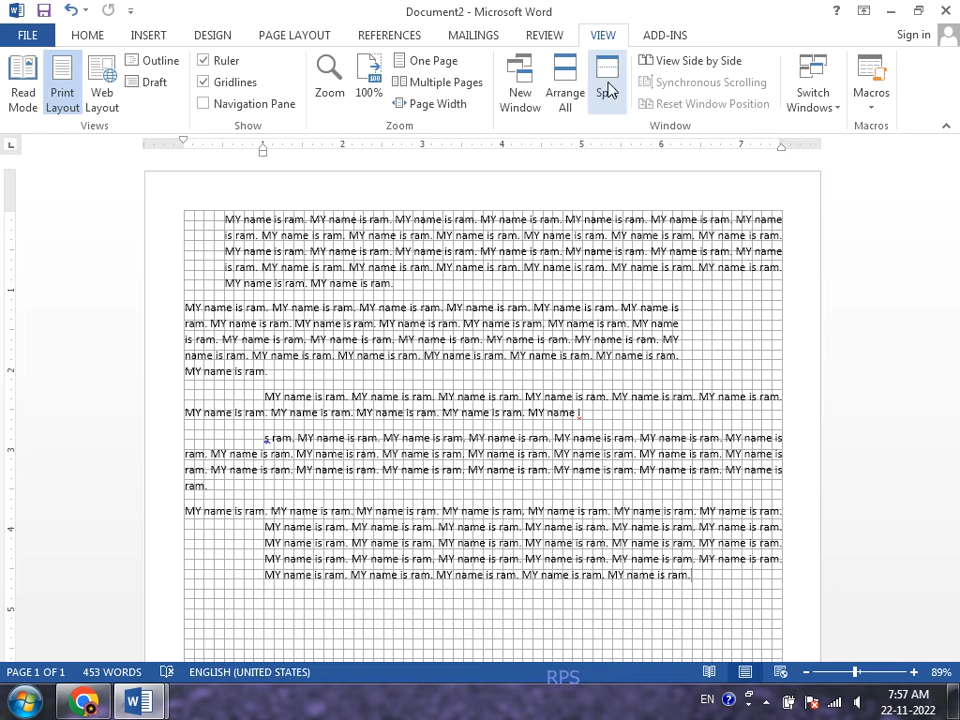 Document2 - Microsoft Word
?
FILE HOME INSERT DESIGN PAGE LAYOUT REFERENCES MAILINGS REVIEW VIEW ADD-INS Sign in
Read Mode
Print Layout
Web Layout
Outline
Draft
Views
Ruler
Gridlines
Navigation Pane
Show
Zoom
100
100%
One Page
Multiple Pages
Page Width
Zoom
New Window
Arrange All
View Side by Side
Synchronous Scrolling
Reset Window Position
Window
Switch Windows
Macros
Macros
1 2 3 4 5 6 7
MY name is ram. MY name is ram. MY name is ram. MY name is ram. MY name is ram. MY name is ram. MY name
is ram. MY name is ram. MY name is ram. MY name is ram. MY name is ram. MY name is ram. MY name is ram.
MY name is ram. MY name is ram. MY name is ram. MY name is ram. MY name is ram. MY name is ram. MY name
is ram. MY name is ram. MY name is ram. MY name is ram. MY name is ram. MY name is ram. MY name is ram.
MY name is ram. MY name is ram.
MY name is ram. MY name is ram. MY name is ram. MY name is ram. MY name is ram. MY name is
ram. MY name is ram. MY name is ram. MY name is ram. MY name is ram. MY name is ram. MY name
is ram. MY name is ram. MY name is ram. MY name is ram. MY name is ram. MY name is ram. MY
name is ram. MY name is ram. MY name is ram. MY name is ram. MY name is ram. MY name is ram.
MY name is ram.
MY name is ram. MY name is ram. MY name is ram. MY name is ram. MY name is ram. MY name is ram.
MY name is ram. MY name is ram. MY name is ram. MY name is ram. MY name i
s ram. MY name is ram. MY name is ram. MY name is ram. MY name is ram. MY name is ram. MY name is
ram. MY name is ram. MY name is ram. MY name is ram. MY name is ram. MY name is ram. MY name is
ram. MY name is ram. MY name is ram. MY name is ram. MY name is ram. MY name is ram. MY name is
ram.
MY name is ram. MY name is ram. MY name is ram. MY name is ram. MY name is ram. MY name is ram. MY name is ram.
MY name is ram. MY name is ram. MY name is ram. MY name is ram. MY name is ram. MY name is ram.
MY name is ram. MY name is ram. MY name is ram. MY name is ram. MY name is ram. MY name is ram.
MY name is ram. MY name is ram. MY name is ram. MY name is ram. MY name is ram. MY name is ram.
MY name is ram. MY name is ram. MY name is ram. MY name is ram. MY name is ram.
1
2
3
4
5
PAGE 1 OF 1 453 WORDS ENGLISH (UNITED STATES) 89%
RPS
EN
7:57 AM
22-11-2022